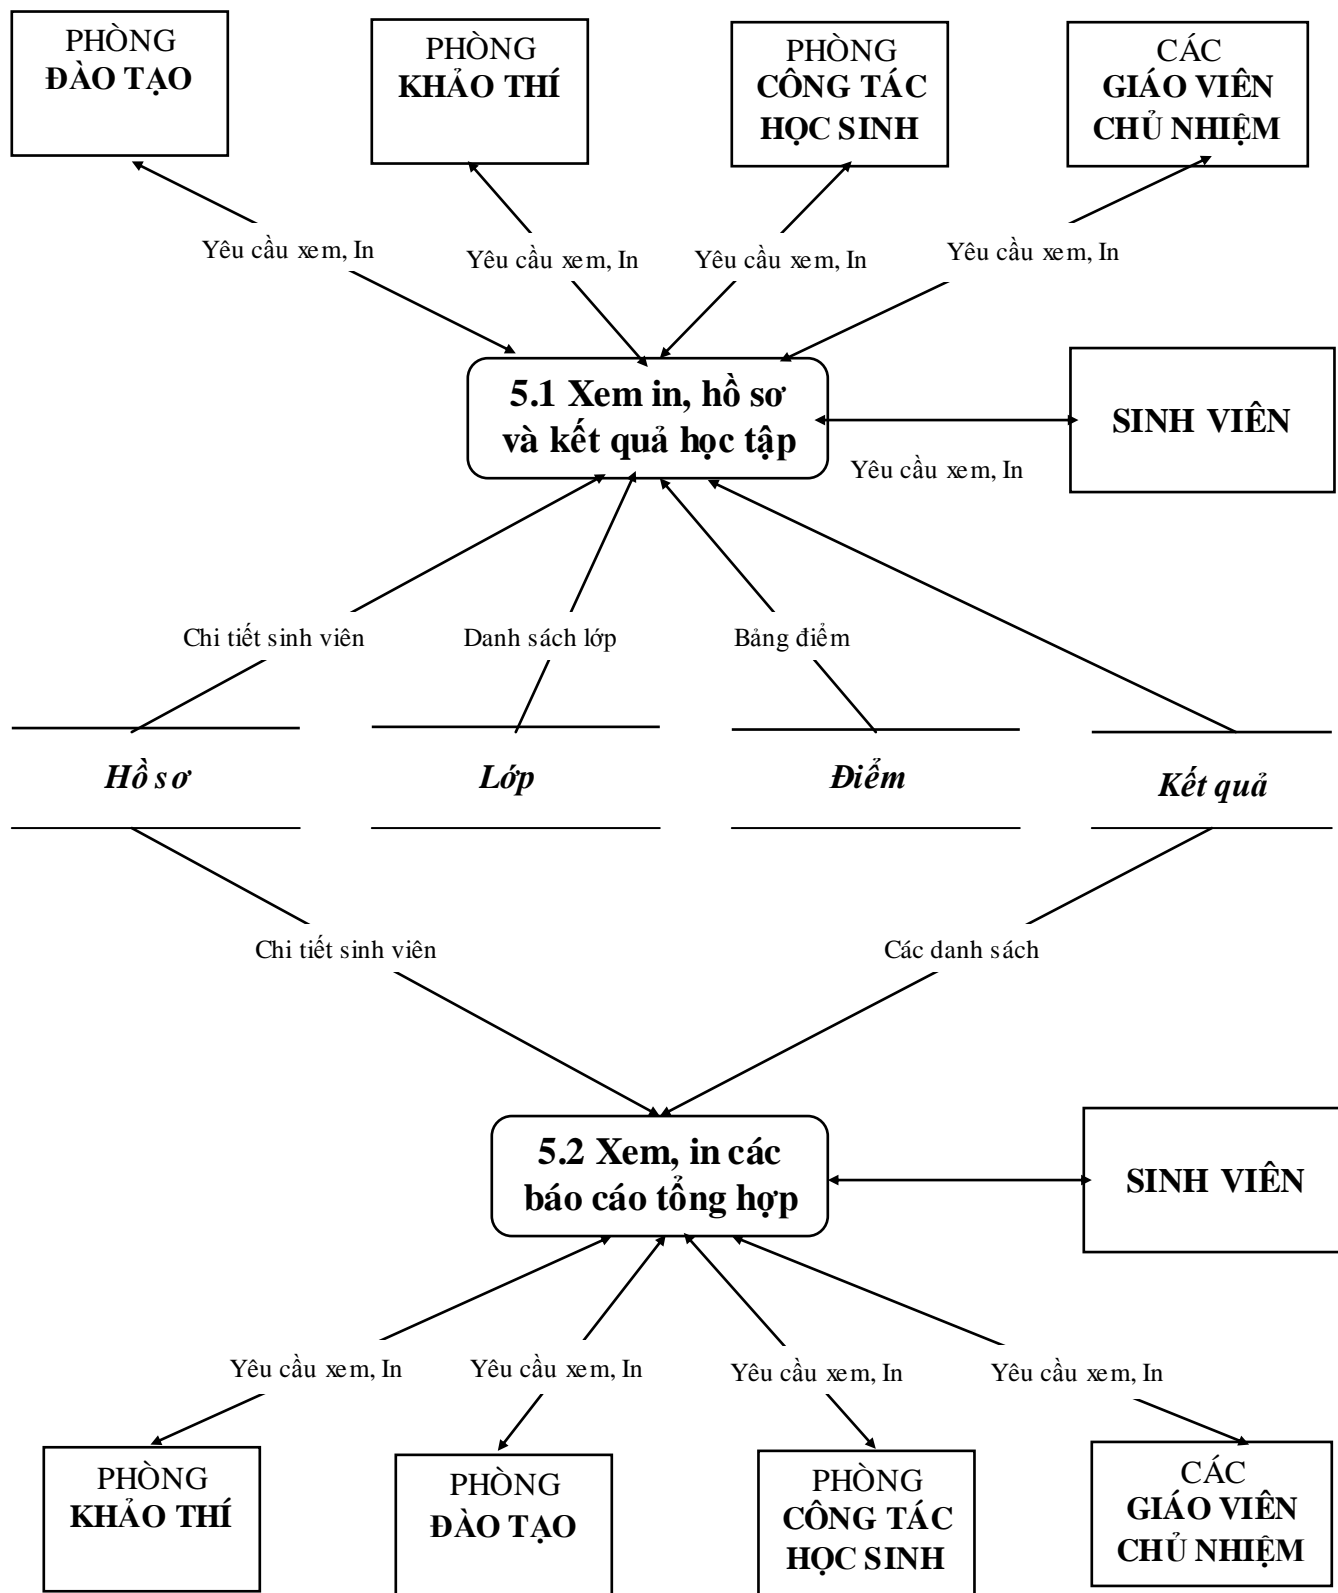 PHÒNG
ĐÀO TẠO
PHÒNG
KHẢO THÍ
PHÒNG
CÔNG TÁC
HỌC SINH
CÁC
GIÁO VIÊN
CHỦ NHIỆM
Yêu cầu xem, In
Yêu cầu xem, In
Yêu cầu xem, In
Yêu cầu xem, In
5.1 Xem in, hồ sơ
và kết quả học tập
SINH VIÊN
Yêu cầu xem, In
Chi tiết sinh viên
Danh sách lớp
Bảng điểm
Hồ sơ
Lớp
Điểm
Kết quả
Chi tiết sinh viên
Các danh sách
5.2 Xem, in các
báo cáo tổng hợp
SINH VIÊN
Yêu cầu xem, In
Yêu cầu xem, In
Yêu cầu xem, In
Yêu cầu xem, In
PHÒNG
KHẢO THÍ
PHÒNG
ĐÀO TẠO
PHÒNG
CÔNG TÁC
HỌC SINH
CÁC
GIÁO VIÊN
CHỦ NHIỆM